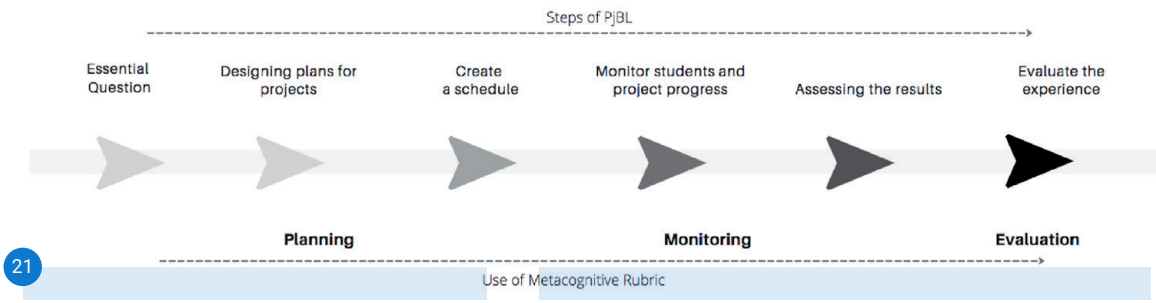 Steps of PjBL
Essential
Question
Designing plans for
projects
Create
a schedule
Monitor students and
project progress
Assessing the results
Evaluate the
experience
Planning
Monitoring
Evaluation
21
Use of Metacognitive Rubric